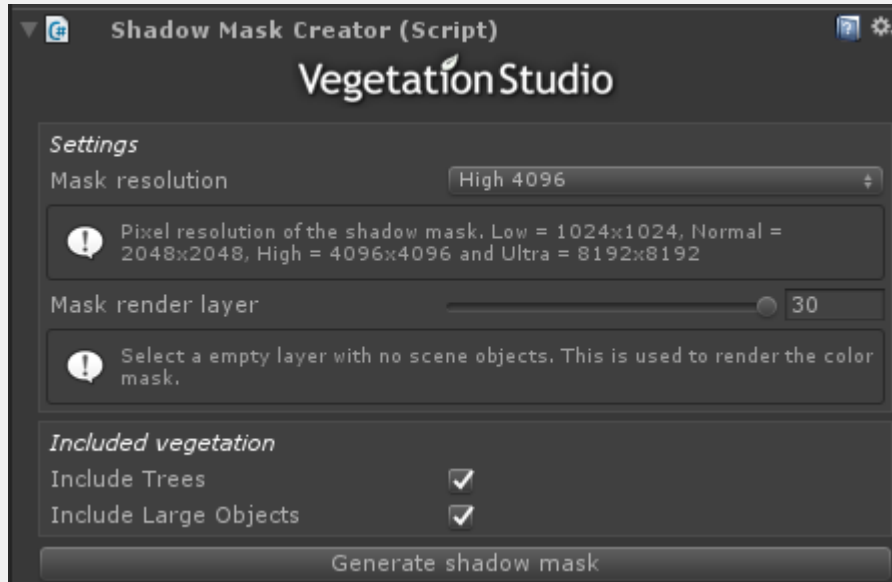 Shadow Mask Creator (Script)
VegetationStudio
Settings
Mask resolution
High 4096
Pixel resolution of the shadow mask. Low = 1024x1024, Normal =
2048x2048, High = 4096x4096 and Ultra = 8192x8192
Mask render layer
30
Select a empty layer with no scene objects. This is used to render the color
mask.
Included vegetation
Include Trees
Include Large Objects
Generate shadow mask